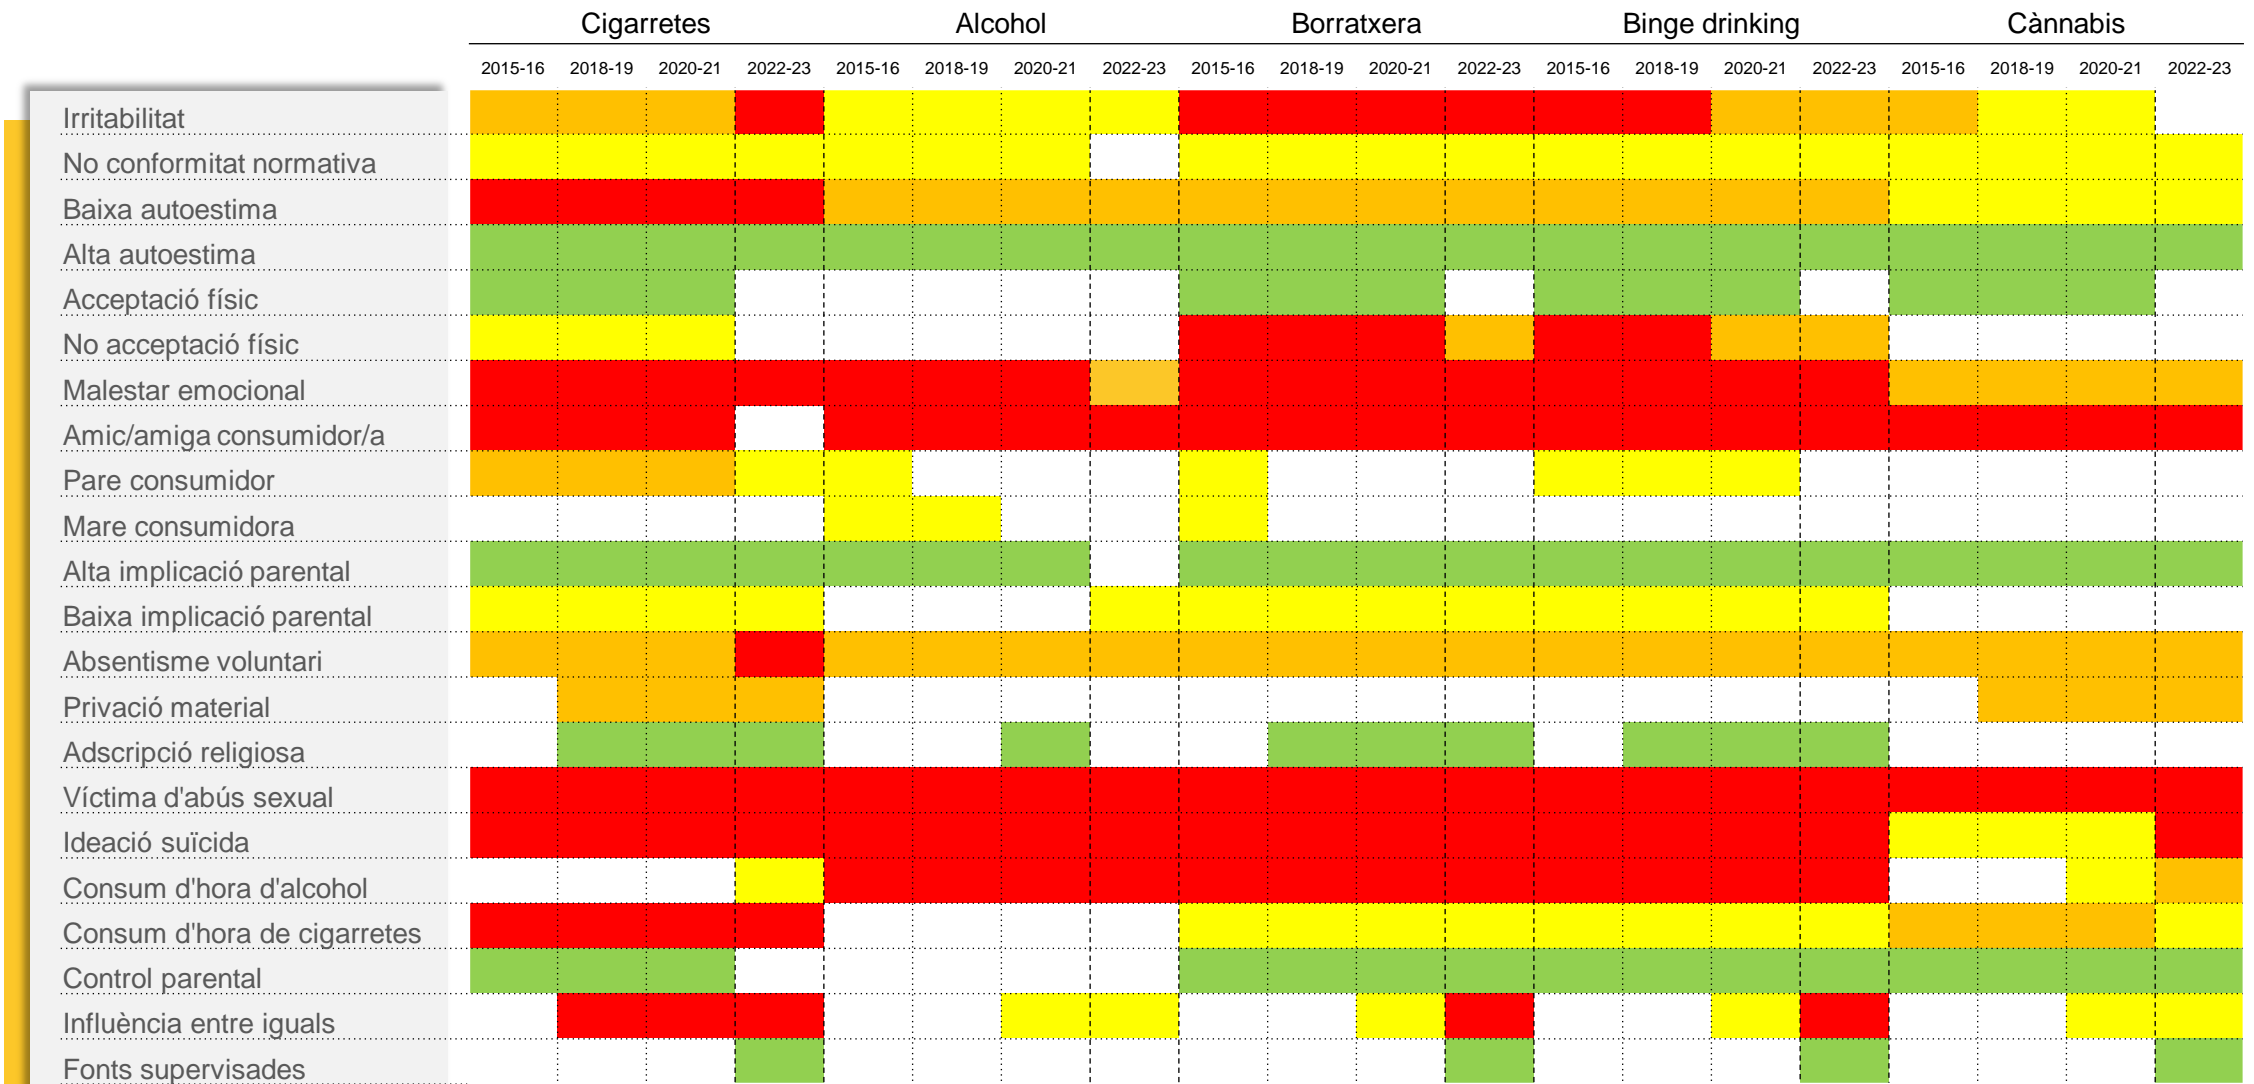 Cigarretes Alcohol Borratxera Binge drinking Cànnabis
2015-16 2018-19 2020-21 2022-23 2015-16 2018-19 2020-21 2022-23 2015-16 2018-19 2020-21 2022-23 2015-16 2018-19 2020-21 2022-23 2015-16 2018-19 2020-21 2022-23
Irritabilitat
No conformitat normativa
Baixa autoestima
Alta autoestima
Acceptació físic
No acceptació físic
Malestar emocional
Amic/amiga consumidor/a
Pare consumidor
Mare consumidora
Alta implicació parental
Baixa implicació parental
Absentisme voluntari
Privació material
Adscripció religiosa
Víctima d'abús sexual
Ideació suïcida
Consum d'hora d'alcohol
Consum d'hora de cigarretes
Control parental
Influència entre iguals
Fonts supervisades